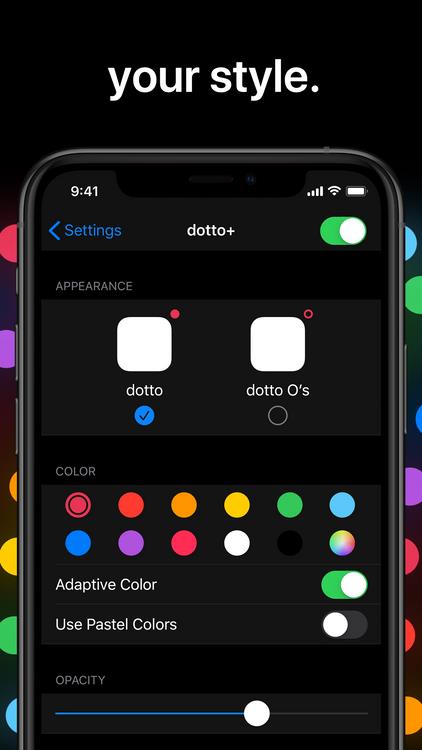 your style.
9:41
Settings
dotto+
APPEARANCE
dotto
dotto O's
COLOR
Adaptive Color
Use Pastel Colors
OPACITY